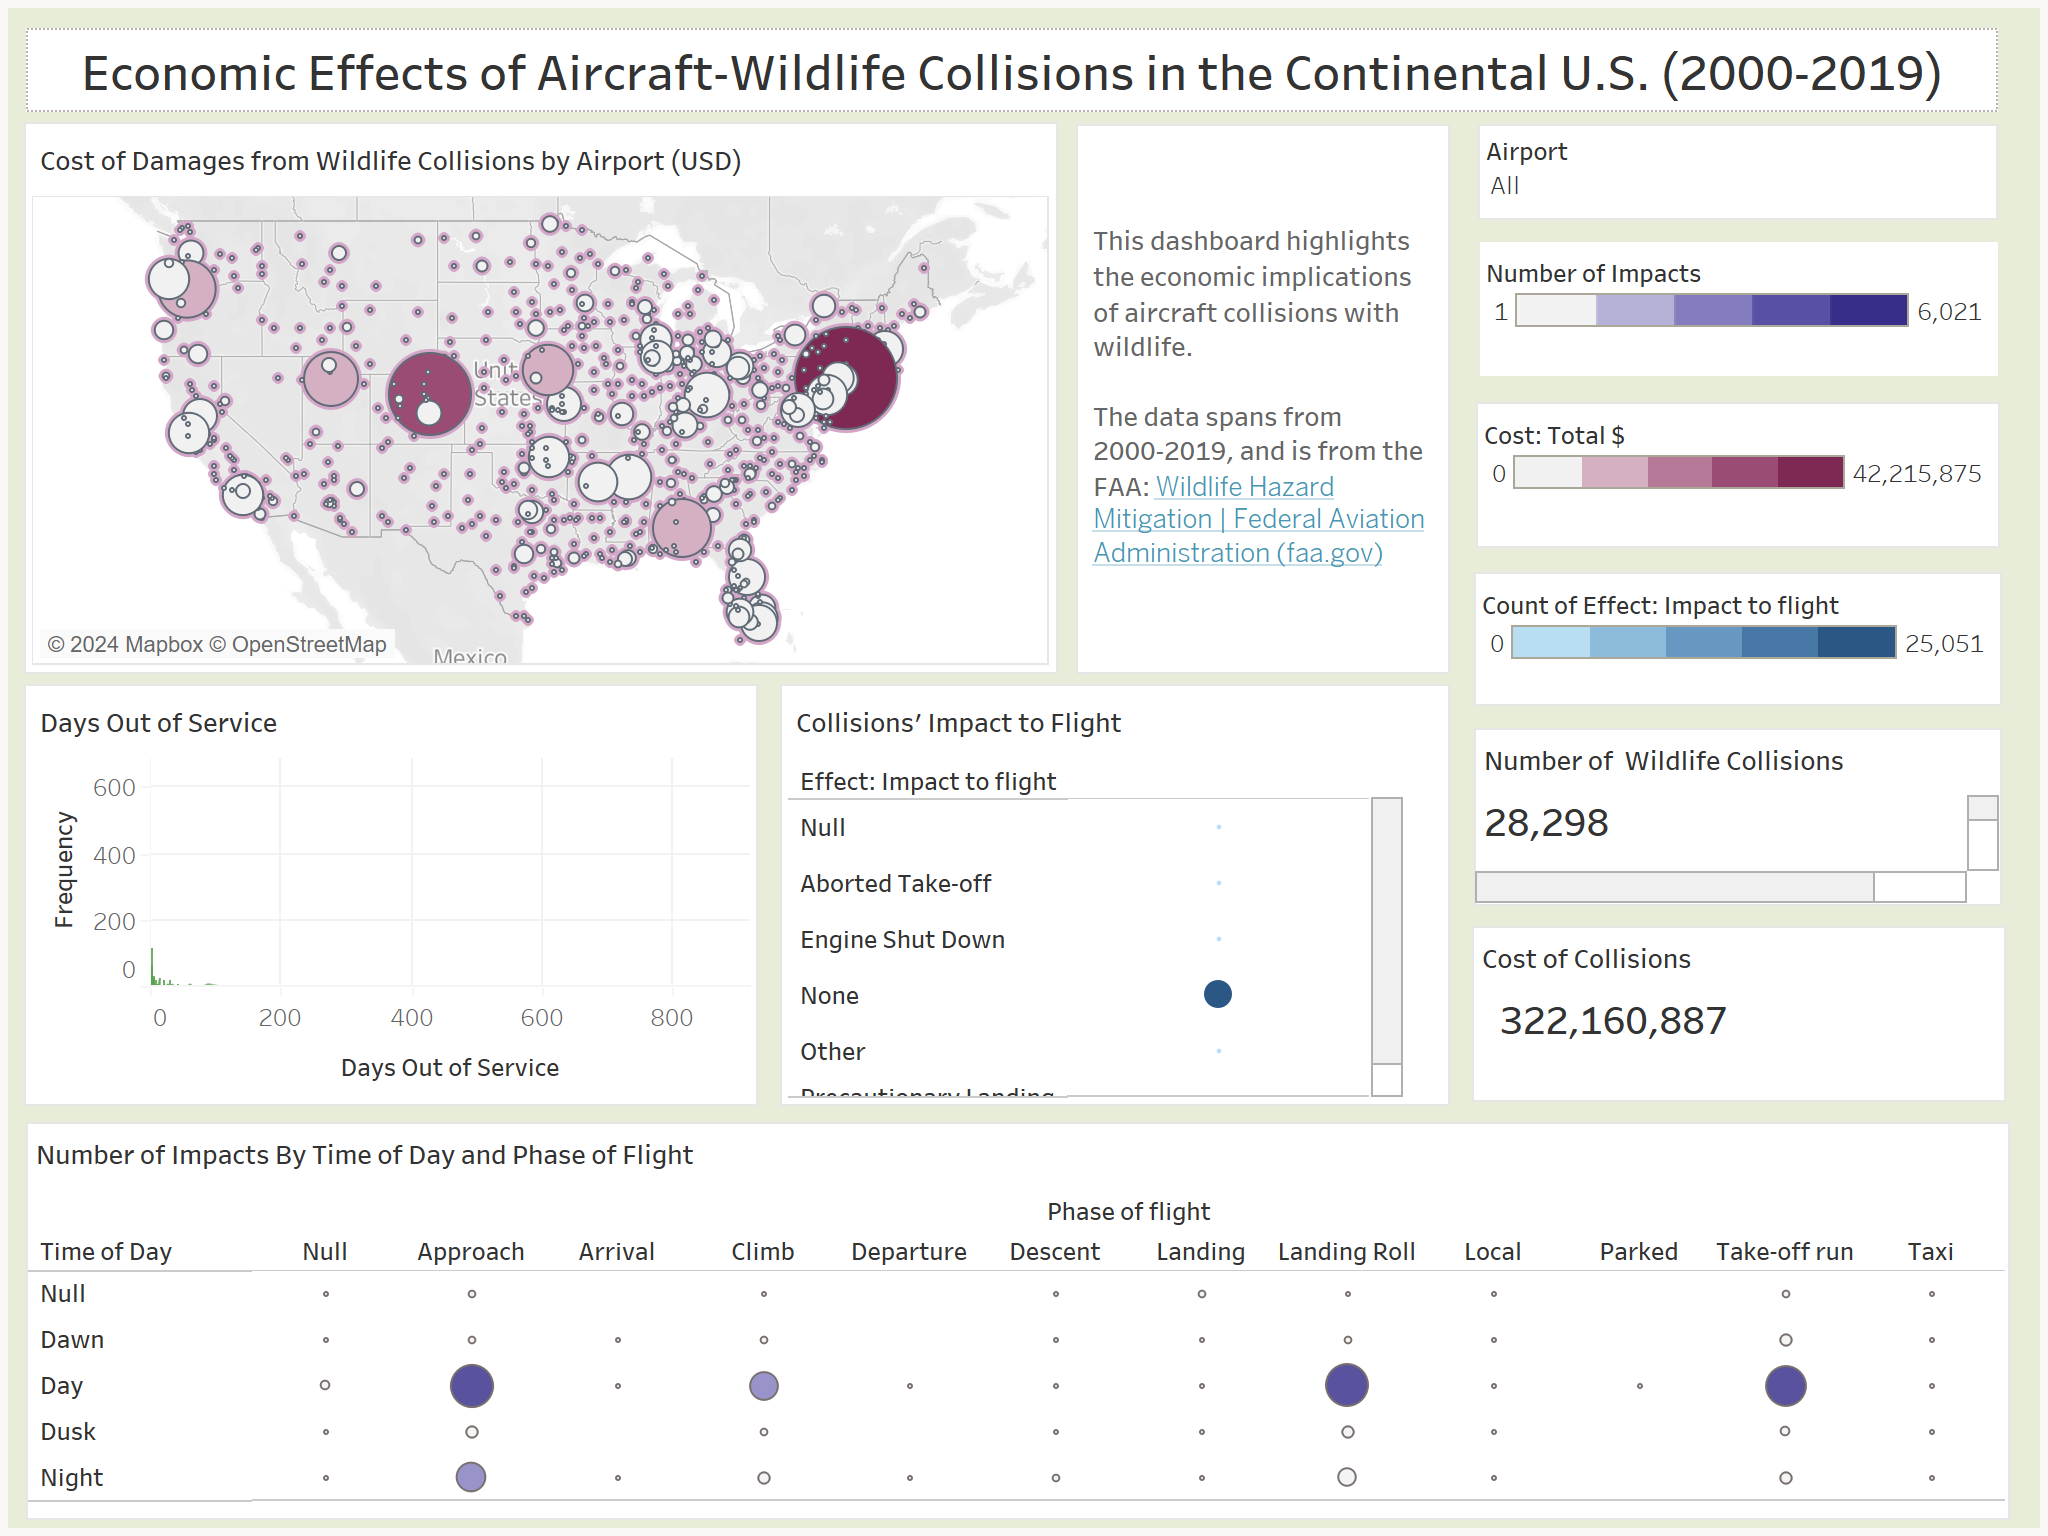 Economic Effects of Aircraft-Wildlife Collisions in the Continental U.S. (2000-2019)
Cost of Damages from Wildlife Collisions by Airport (USD)
States
© 2024 Mapbox © OpenStreetMap
Mexico
This dashboard highlights
the economic implications
of aircraft collisions with
wildlife.
The data spans from
2000-2019, and is from the
FAA: Wildlife Hazard
Mitigation | Federal Aviation
Administration (faa.gov)
Airport
All
Number of Impacts
1 6,021
Cost: Total $
0 42,215,875
Count of Effect: Impact to flight
0 25,051
Number of Wildlife Collisions
28,298
Cost of Collisions
322,160,887
Days Out of Service
Frequency
600
400
200
0
0 200 400 600 800
Days Out of Service
Collisions’ Impact to Flight
Effect: Impact to flight
Null
Aborted Take-off
Engine Shut Down
None
Other
Precautionary Landing
Number of Impacts By Time of Day and Phase of Flight
Phase of flight
Time of Day Null Approach Arrival Climb Departure Descent Landing Landing Roll Local Parked Take-off run Taxi
Null
Dawn
Day
Dusk
Night